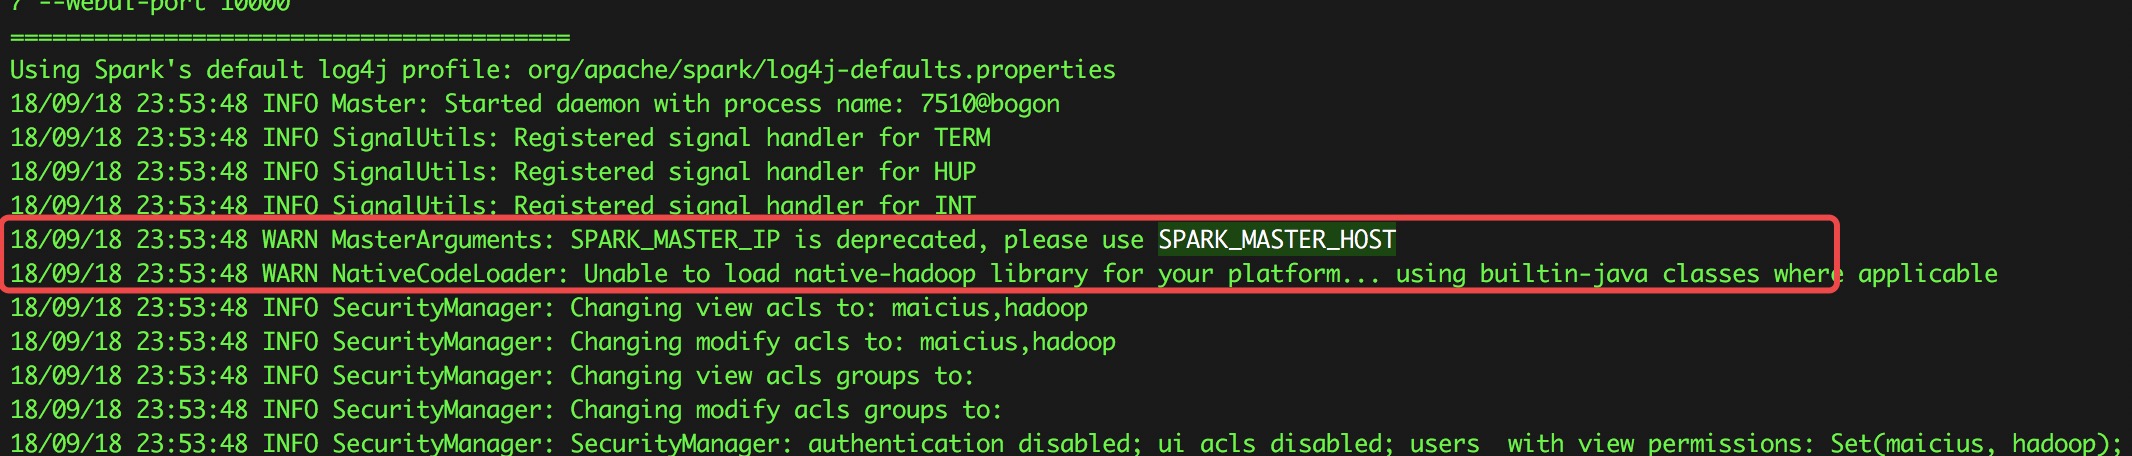 7 --webui-port 10000
========================================
Using Spark's default log4j profile: org/apache/spark/log4j-defaults.properties
18/09/18 23:53:48 INFO Master: Started daemon with process name: 7510@bogon
18/09/18 23:53:48 INFO SignalUtils: Registered signal handler for TERM
18/09/18 23:53:48 INFO SignalUtils: Registered signal handler for HUP
18/09/18 23:53:48 INFO SignalUtils: Registered signal handler for INT
18/09/18 23:53:48 WARN MasterArguments: SPARK_MASTER_IP is deprecated, please use SPARK_MASTER_HOST
18/09/18 23:53:48 WARN NativeCodeLoader: Unable to load native-hadoop library for your platform... using builtin-java classes where applicable
18/09/18 23:53:48 INFO SecurityManager: Changing view acls to: maicius,hadoop
18/09/18 23:53:48 INFO SecurityManager: Changing modify acls to: maicius,hadoop
18/09/18 23:53:48 INFO SecurityManager: Changing view acls groups to:
18/09/18 23:53:48 INFO SecurityManager: Changing modify acls groups to:
18/09/18 23:53:48 INFO SecurityManager: SecurityManager: authentication disabled; ui acls disabled; users  with view permissions: Set(maicius, hadoop);